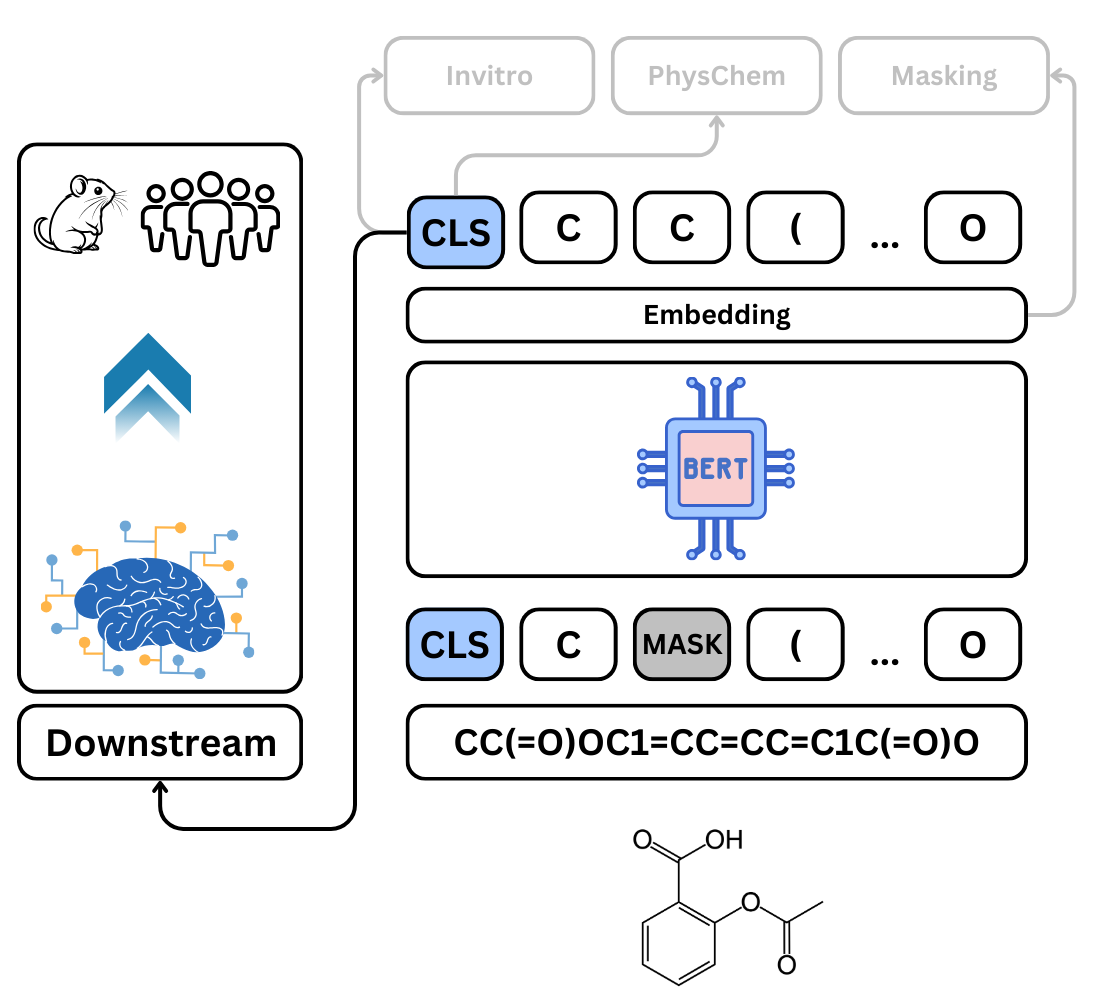 Invitro
PhysChem
Masking
CLS C C ( ... O
Embedding
BERT
CLS C MASK ( ... O
Downstream
CC(=O)OC1=CC=CC=C1C(=O)O
O OH
O
O